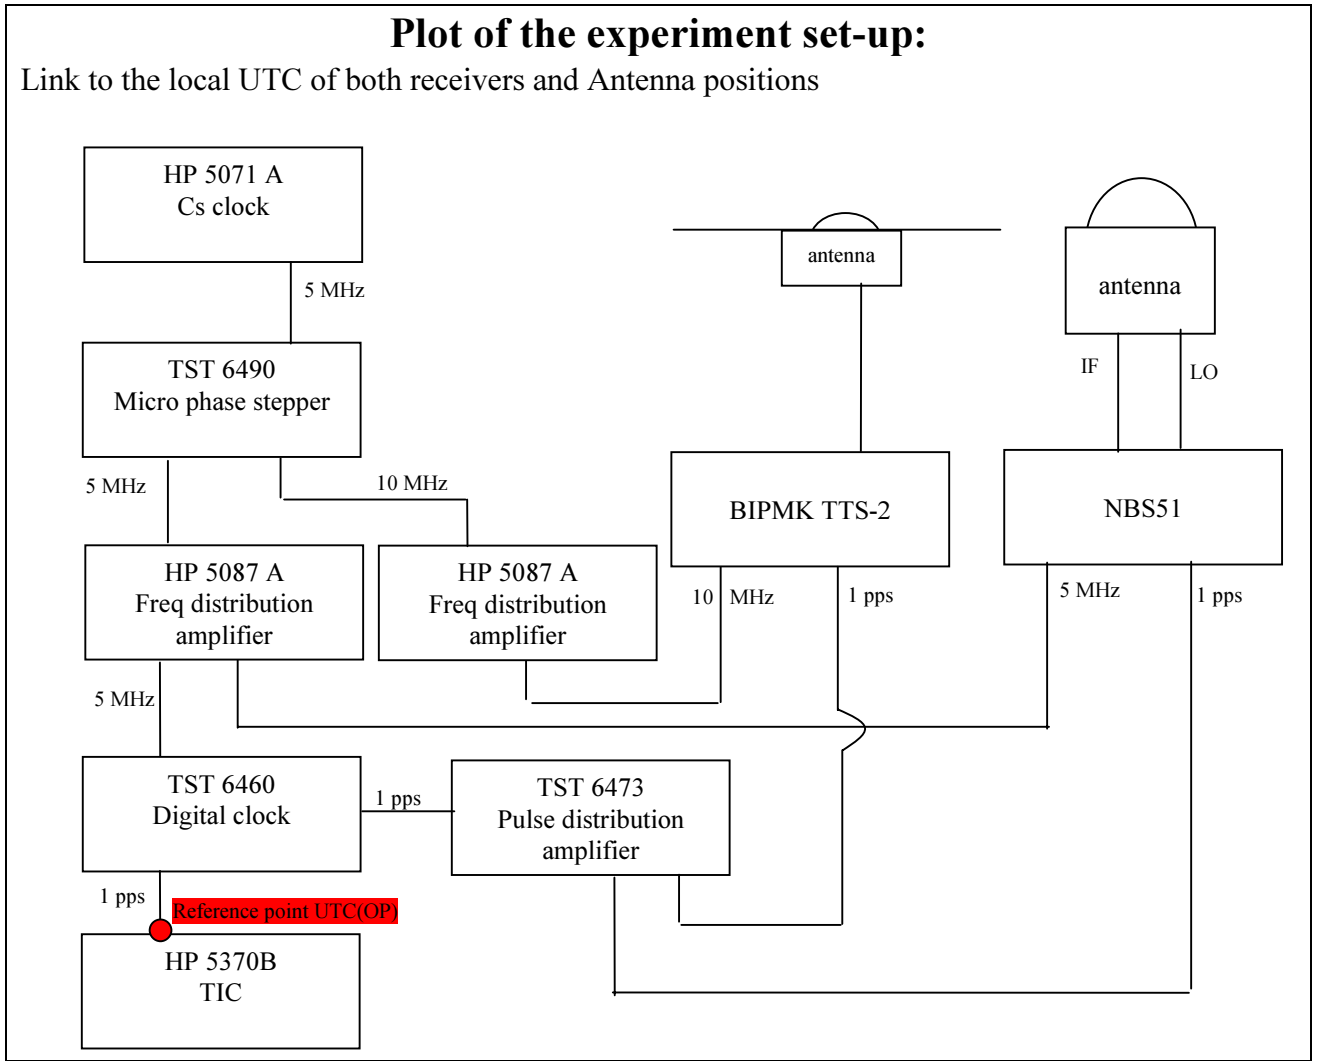 Plot of the experiment set-up:
Link to the local UTC of both receivers and Antenna positions
HP 5071 A
Cs clock
5 MHz
TST 6490
Micro phase stepper
5 MHz
10 MHz
HP 5087 A
Freq distribution
amplifier
HP 5087 A
Freq distribution
amplifier
antenna
antenna
IF
LO
BIPMK TTS-2
NBS51
10 MHz
1 pps
5 MHz
1 pps
5 MHz
TST 6460
Digital clock
1 pps
TST 6473
Pulse distribution
amplifier
1 pps
Reference point UTC(OP)
HP 5370B
TIC